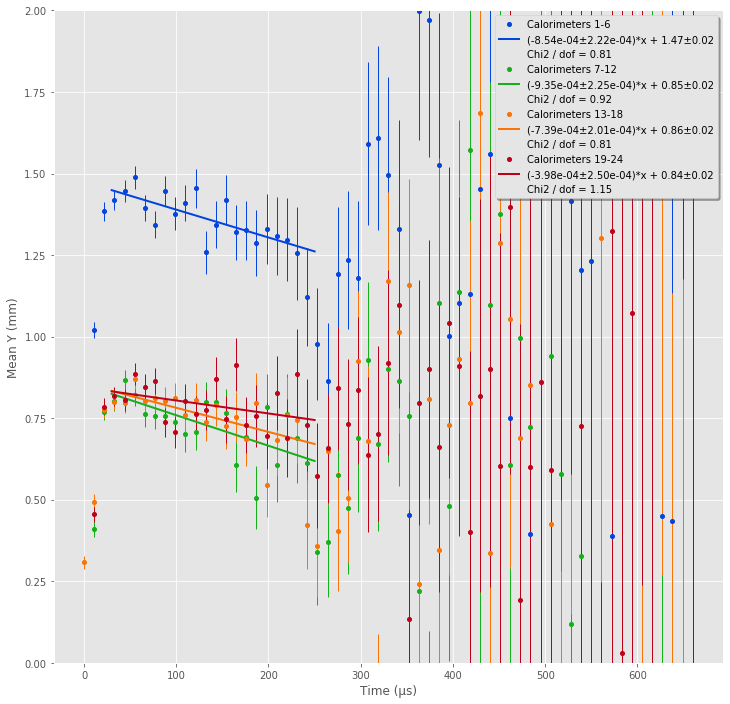 2.00
1.75
1.50
1.25
1.00
0.75
0.50
0.25
0.00
Mean Y (mm)
0
100
200
300
400
500
600
Time (μs)
Calorimeters 1-6
(-8.54e-04±2.22e-04)*x + 1.47±0.02
Chi2 / dof = 0.81
Calorimeters 7-12
(-9.35e-04±2.25e-04)*x + 0.85±0.02
Chi2 / dof = 0.92
Calorimeters 13-18
(-7.39e-04±2.01e-04)*x + 0.86±0.02
Chi2 / dof = 0.81
Calorimeters 19-24
(-3.98e-04±2.50e-04)*x + 0.84±0.02
Chi2 / dof = 1.15